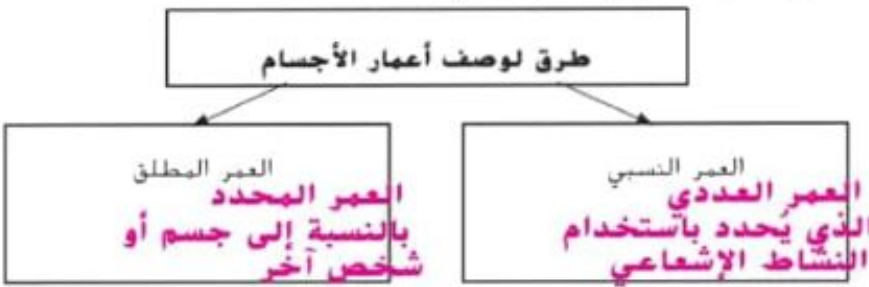 طرق لوصف أعمار الأجسام
العمر النسبي
العمر العددي
الذي يُحدد باستخدام
النشاط الإشعاعي
العمر المطلق
العمر المحدد
بالنسبة إلى جسم أو
شخص آخر